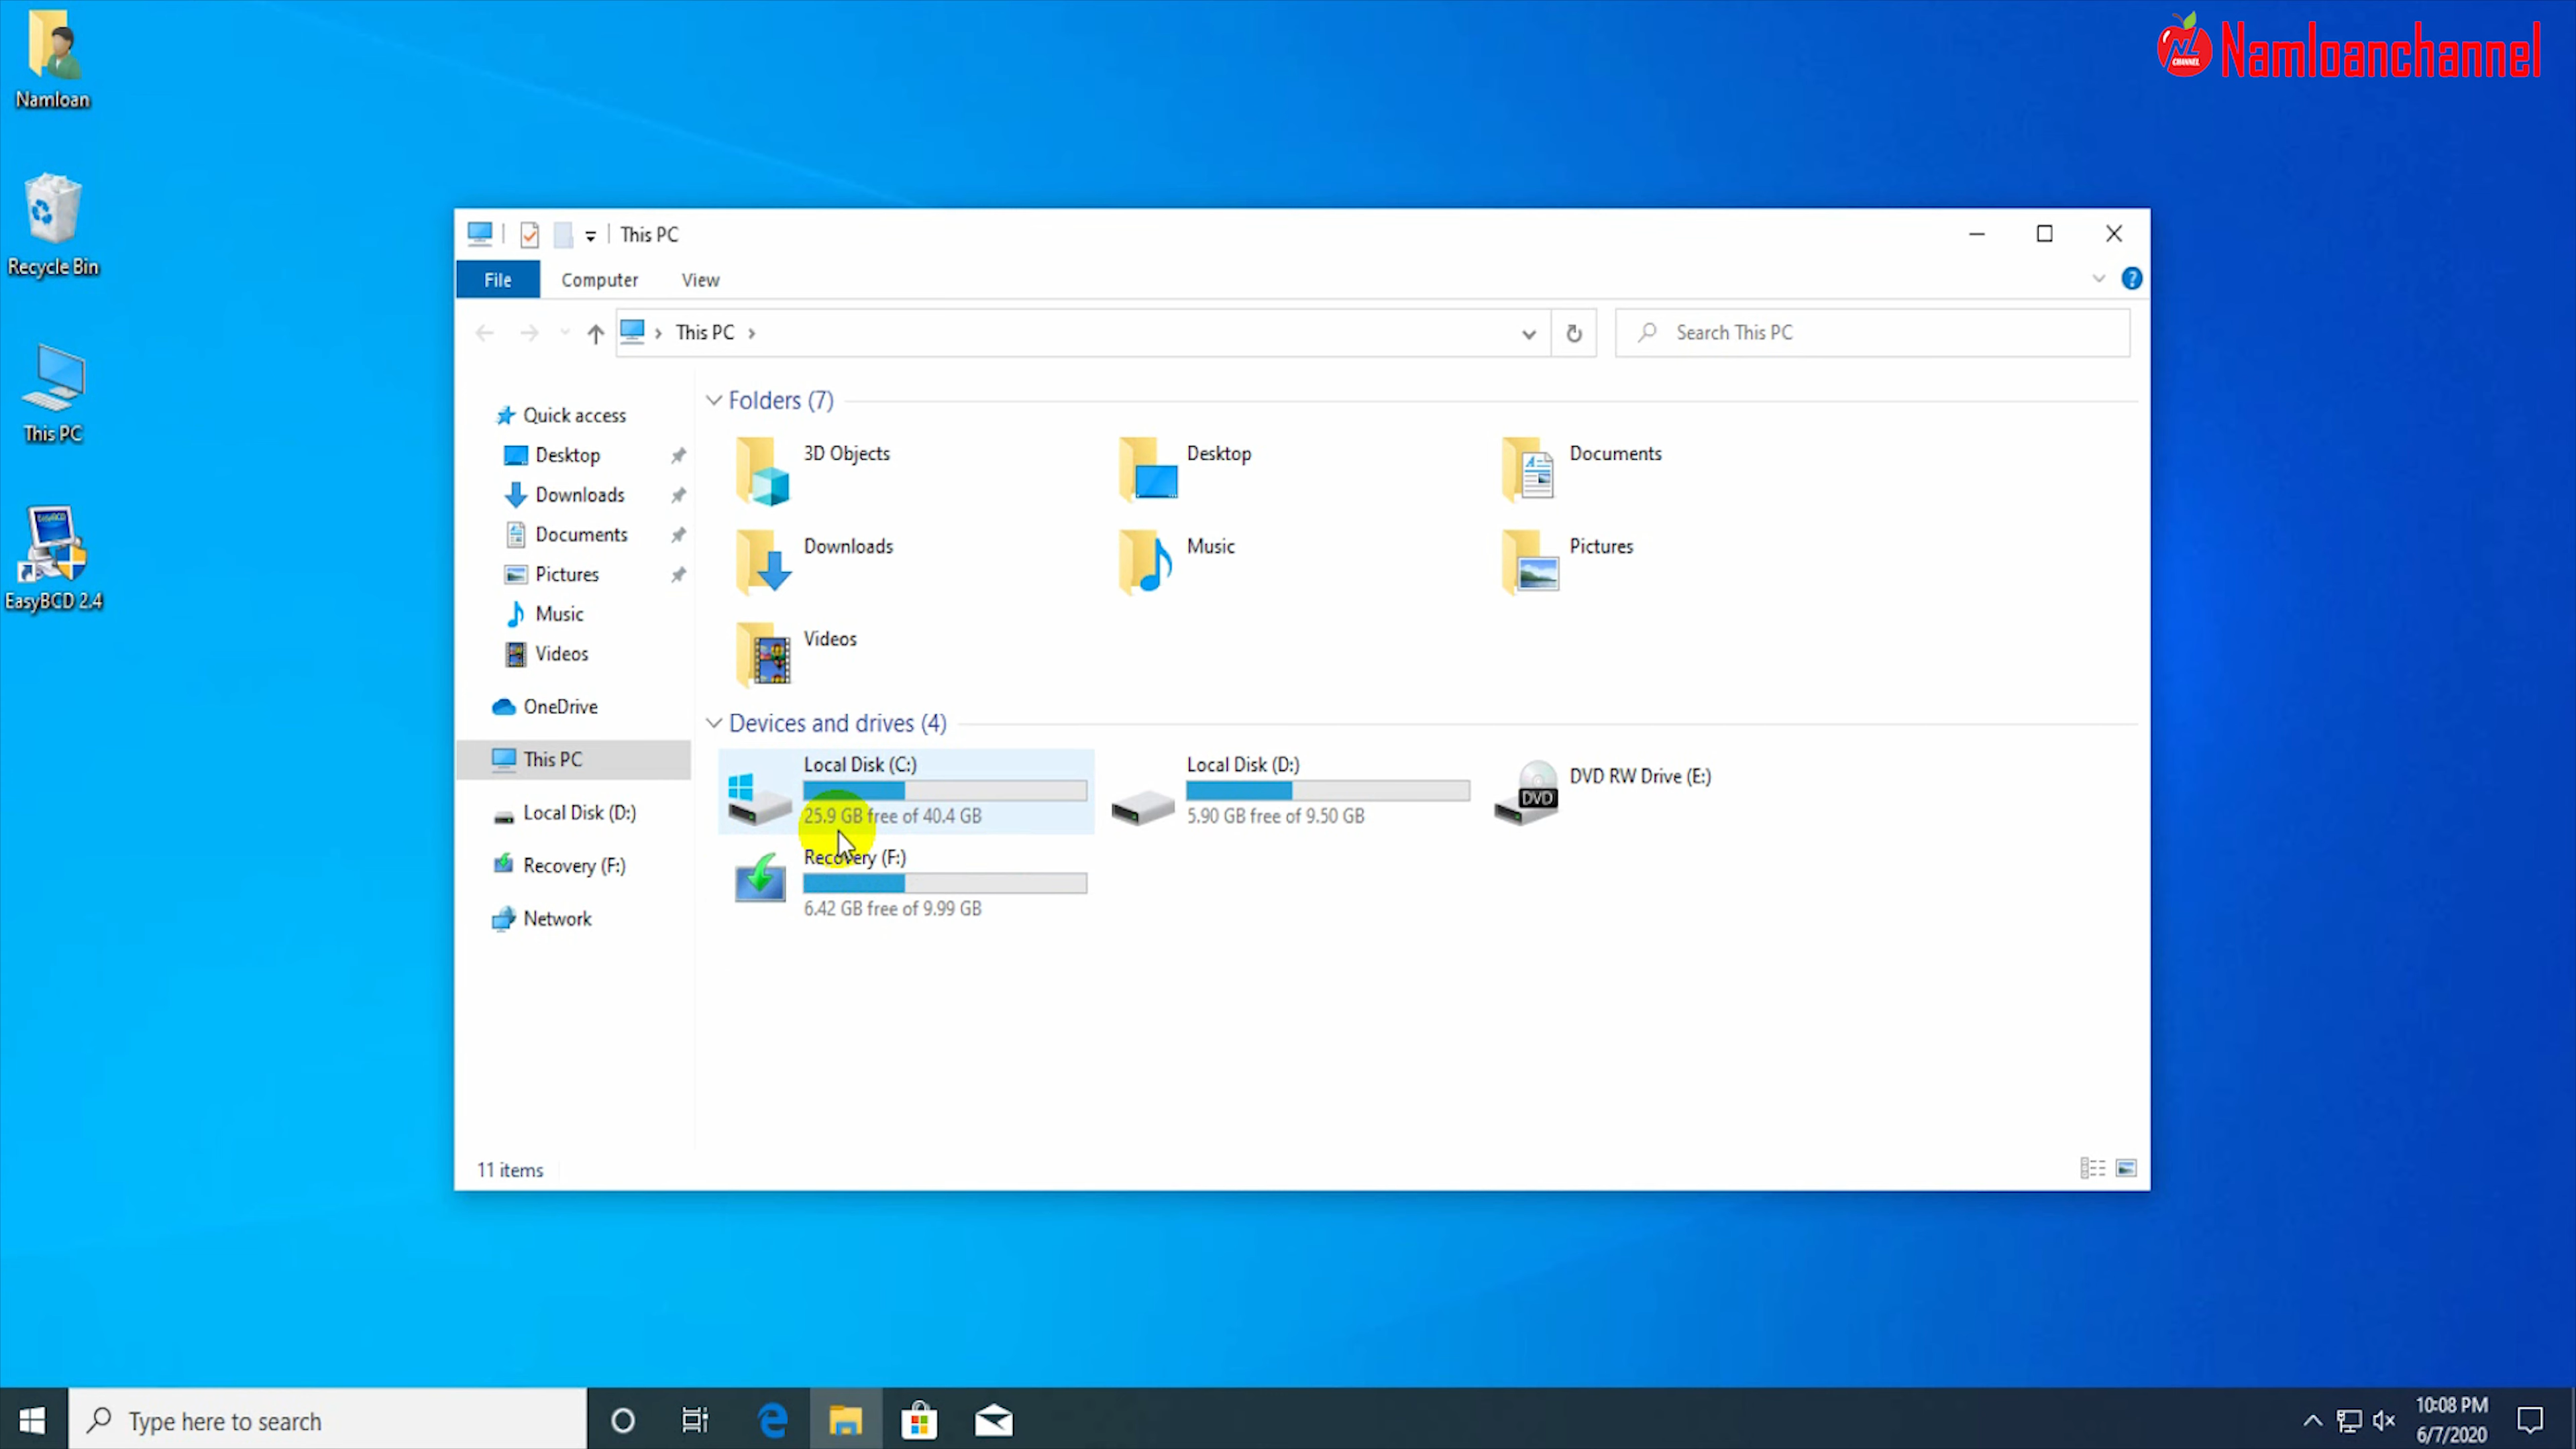 Namloan
Recycle Bin
This PC
EasyBCD 2.4
NL
CHANNEL
Namloanchannel
This PC
File
Computer
View
?
This PC
Search This PC
Quick access
Desktop
Downloads
Documents
Pictures
Music
Videos
OneDrive
This PC
Local Disk (D:)
Recovery (F:)
Network
Folders (7)
3D Objects
Desktop
Documents
Downloads
Music
Pictures
Videos
Devices and drives (4)
Local Disk (C:)
25.9 GB free of 40.4 GB
Local Disk (D:)
5.90 GB free of 9.50 GB
DVD
DVD RW Drive (E:)
Recovery (F:)
6.42 GB free of 9.99 GB
11 items
Type here to search
10:08 PM
6/7/2020